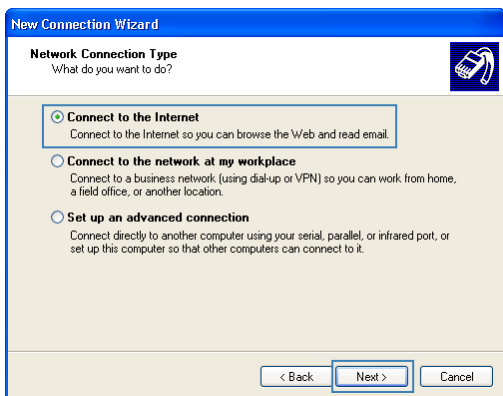 New Connection Wizard
Network Connection Type
What do you want to do?
Connect to the Internet
Connect to the Internet so you can browse the Web and read email.
Connect to the network at my workplace
Connect to a business network (using dial-up or VPN) so you can work from home,
a field office, or another location.
Set up an advanced connection
Connect directly to another computer using your serial, parallel, or infrared port, or
set up this computer so that other computers can connect to it.
< Back Next > Cancel